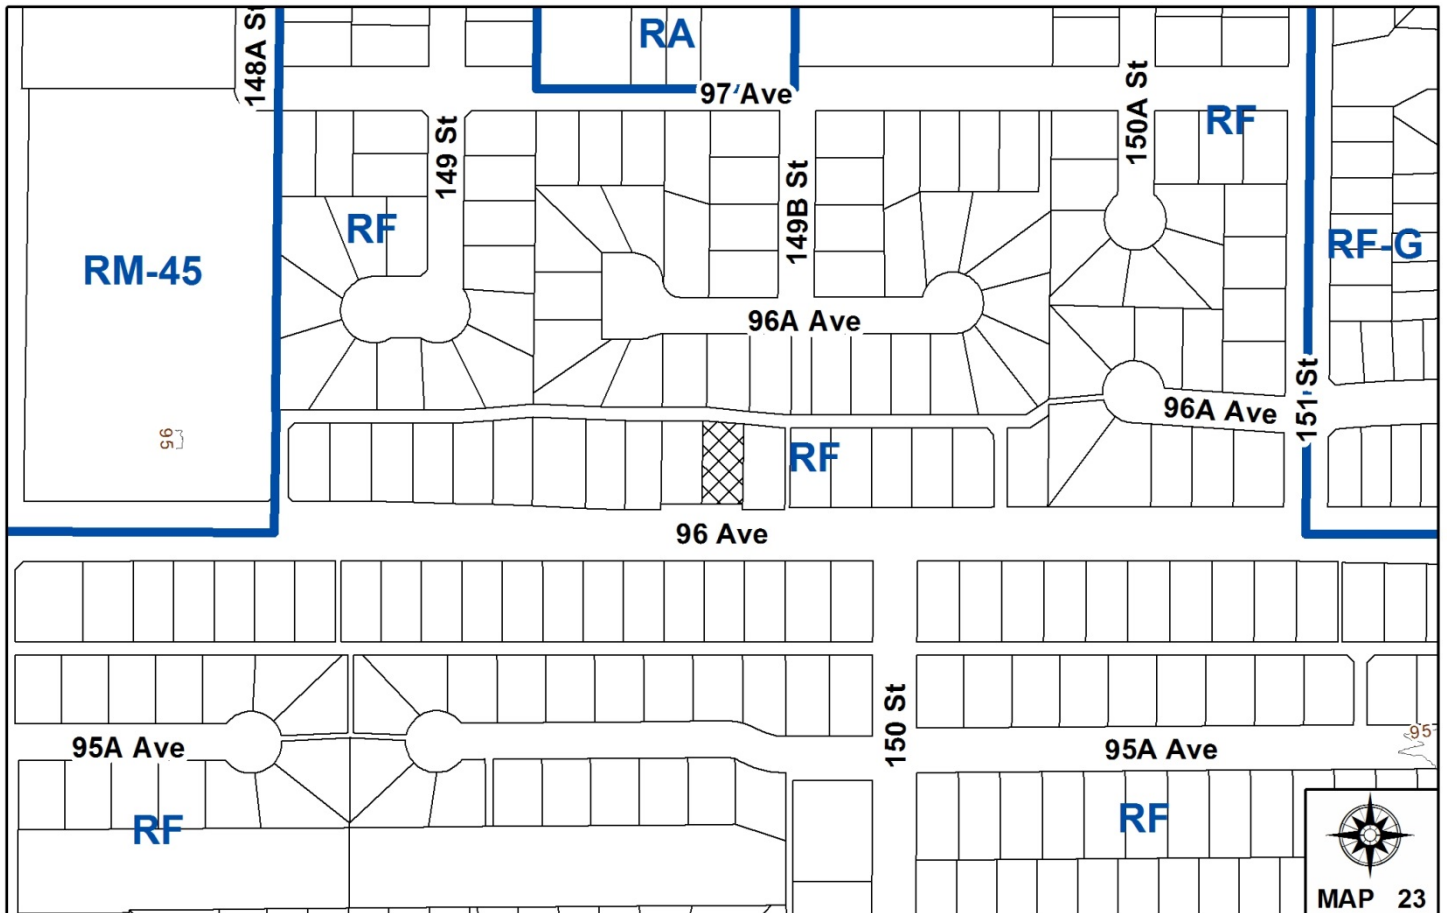 148A St
RA
97 Ave
149 St
150A St
RF
149B St
RF
RM-45
RF-G
96A Ave
151 St
96A Ave
95
RF
96 Ave
150 St
95A Ave
95A Ave
95
RF
RF
MAP 23